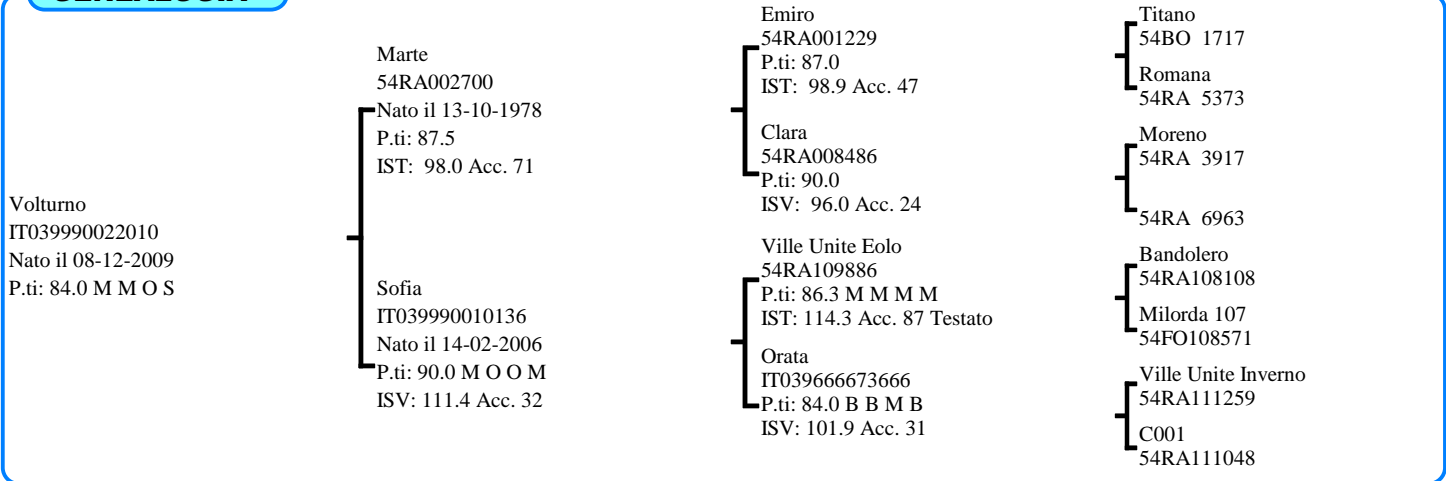 GENEALOGIA
Volturno
IT039990022010
Nato il 08-12-2009
P.ti: 84.0 M M O S
Marte
54RA002700
Nato il 13-10-1978
P.ti: 87.5
IST:  98.0 Acc. 71
Sofia
IT039990010136
Nato il 14-02-2006
P.ti: 90.0 M O O M
ISV: 111.4 Acc. 32
Emiro
54RA001229
P.ti: 87.0
IST:  98.9 Acc. 47
Clara
54RA008486
P.ti: 90.0
ISV:  96.0 Acc. 24
Ville Unite Eolo
54RA109886
P.ti: 86.3 M M M M
IST: 114.3 Acc. 87 Testato
Orata
IT039666673666
P.ti: 84.0 B B M B
ISV: 101.9 Acc. 31
Titano
54BO  1717
Romana
54RA  5373
Moreno
54RA  3917
54RA  6963
Bandolero
54RA108108
Milorda 107
54FO108571
Ville Unite Inverno
54RA111259
C001
54RA111048